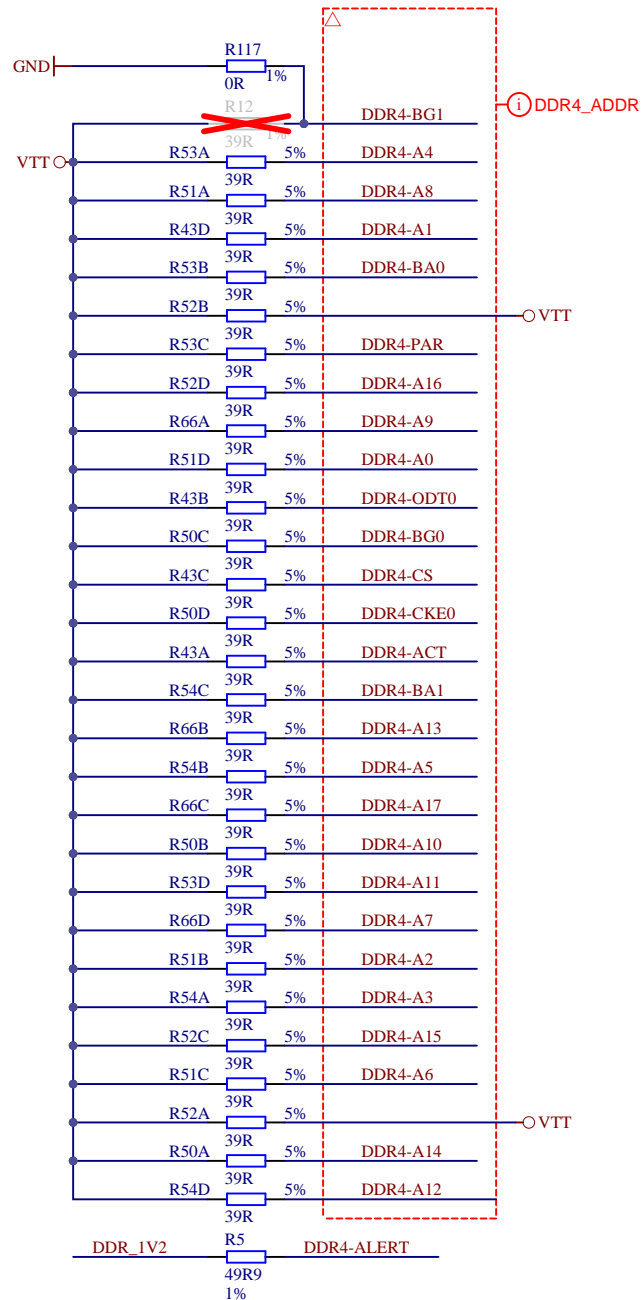 R117
GND
0R 1%
R12
DDR4-BG1
DDR4_ADDR
i
39R 1%
VTT R53A 5% DDR4-A4
39R
R51A 5% DDR4-A8
39R
R43D 5% DDR4-A1
39R
R53B 5% DDR4-BA0
39R
R52B 5% VTT
39R
R53C 5% DDR4-PAR
39R
R52D 5% DDR4-A16
39R
R66A 5% DDR4-A9
39R
R51D 5% DDR4-A0
39R
R43B 5% DDR4-ODT0
39R
R50C 5% DDR4-BG0
39R
R43C 5% DDR4-CS
39R
R50D 5% DDR4-CKE0
39R
R43A 5% DDR4-ACT
39R
R54C 5% DDR4-BA1
39R
R66B 5% DDR4-A13
39R
R54B 5% DDR4-A5
39R
R66C 5% DDR4-A17
39R
R50B 5% DDR4-A10
39R
R53D 5% DDR4-A11
39R
R66D 5% DDR4-A7
39R
R51B 5% DDR4-A2
39R
R54A 5% DDR4-A3
39R
R52C 5% DDR4-A15
39R
R51C 5% DDR4-A6
39R
R52A 5% VTT
39R
R50A 5% DDR4-A14
39R
R54D 5% DDR4-A12
39R
DDR_1V2 R5 DDR4-ALERT
49R9
1%